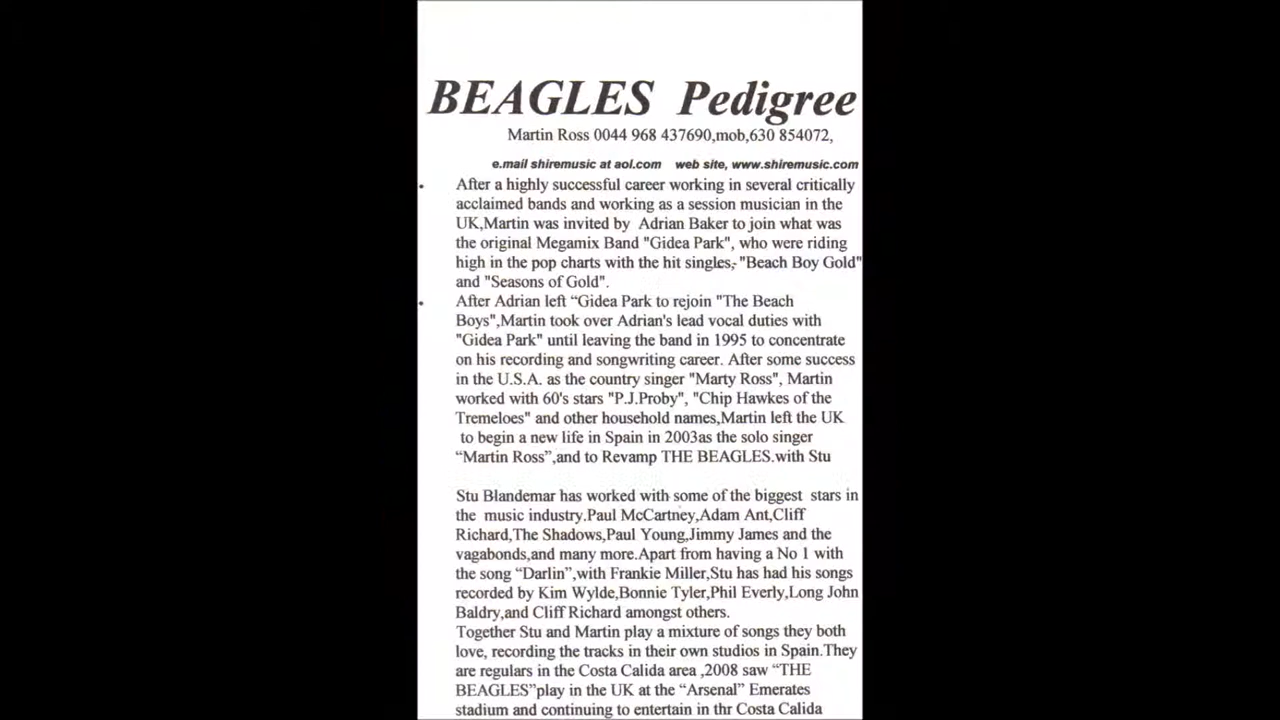 BEAGLES Pedigree
Martin Ross 0044 968 437690,mob,630 854072,
e.mail shiremusic at aol.com web site, www.shiremusic.com
• After a highly successful career working in several critically
acclaimed bands and working as a session musician in the
UK,Martin was invited by Adrian Baker to join what was
the original Megamix Band "Gidea Park", who were riding
high in the pop charts with the hit singles,- "Beach Boy Gold"
and "Seasons of Gold".
• After Adrian left “Gidea Park to rejoin "The Beach
Boys",Martin took over Adrian's lead vocal duties with
"Gidea Park" until leaving the band in 1995 to concentrate
on his recording and songwriting career. After some success
in the U.S.A. as the country singer "Marty Ross", Martin
worked with 60's stars "P.J.Proby", "Chip Hawkes of the
Tremeloes" and other household names,Martin left the UK
to begin a new life in Spain in 2003as the solo singer
“Martin Ross”,and to Revamp THE BEAGLES.with Stu
Stu Blandemar has worked with some of the biggest stars in
the music industry.Paul McCartney,Adam Ant,Cliff
Richard,The Shadows,Paul Young,Jimmy James and the
vagabonds,and many more.Apart from having a No 1 with
the song “Darlin”,with Frankie Miller,Stu has had his songs
recorded by Kim Wylde,Bonnie Tyler,Phil Everly,Long John
Baldry,and Cliff Richard amongst others.
Together Stu and Martin play a mixture of songs they both
love, recording the tracks in their own studios in Spain.They
are regulars in the Costa Calida area ,2008 saw “THE
BEAGLES”play in the UK at the “Arsenal” Emerates
stadium and continuing to entertain in thr Costa Calida